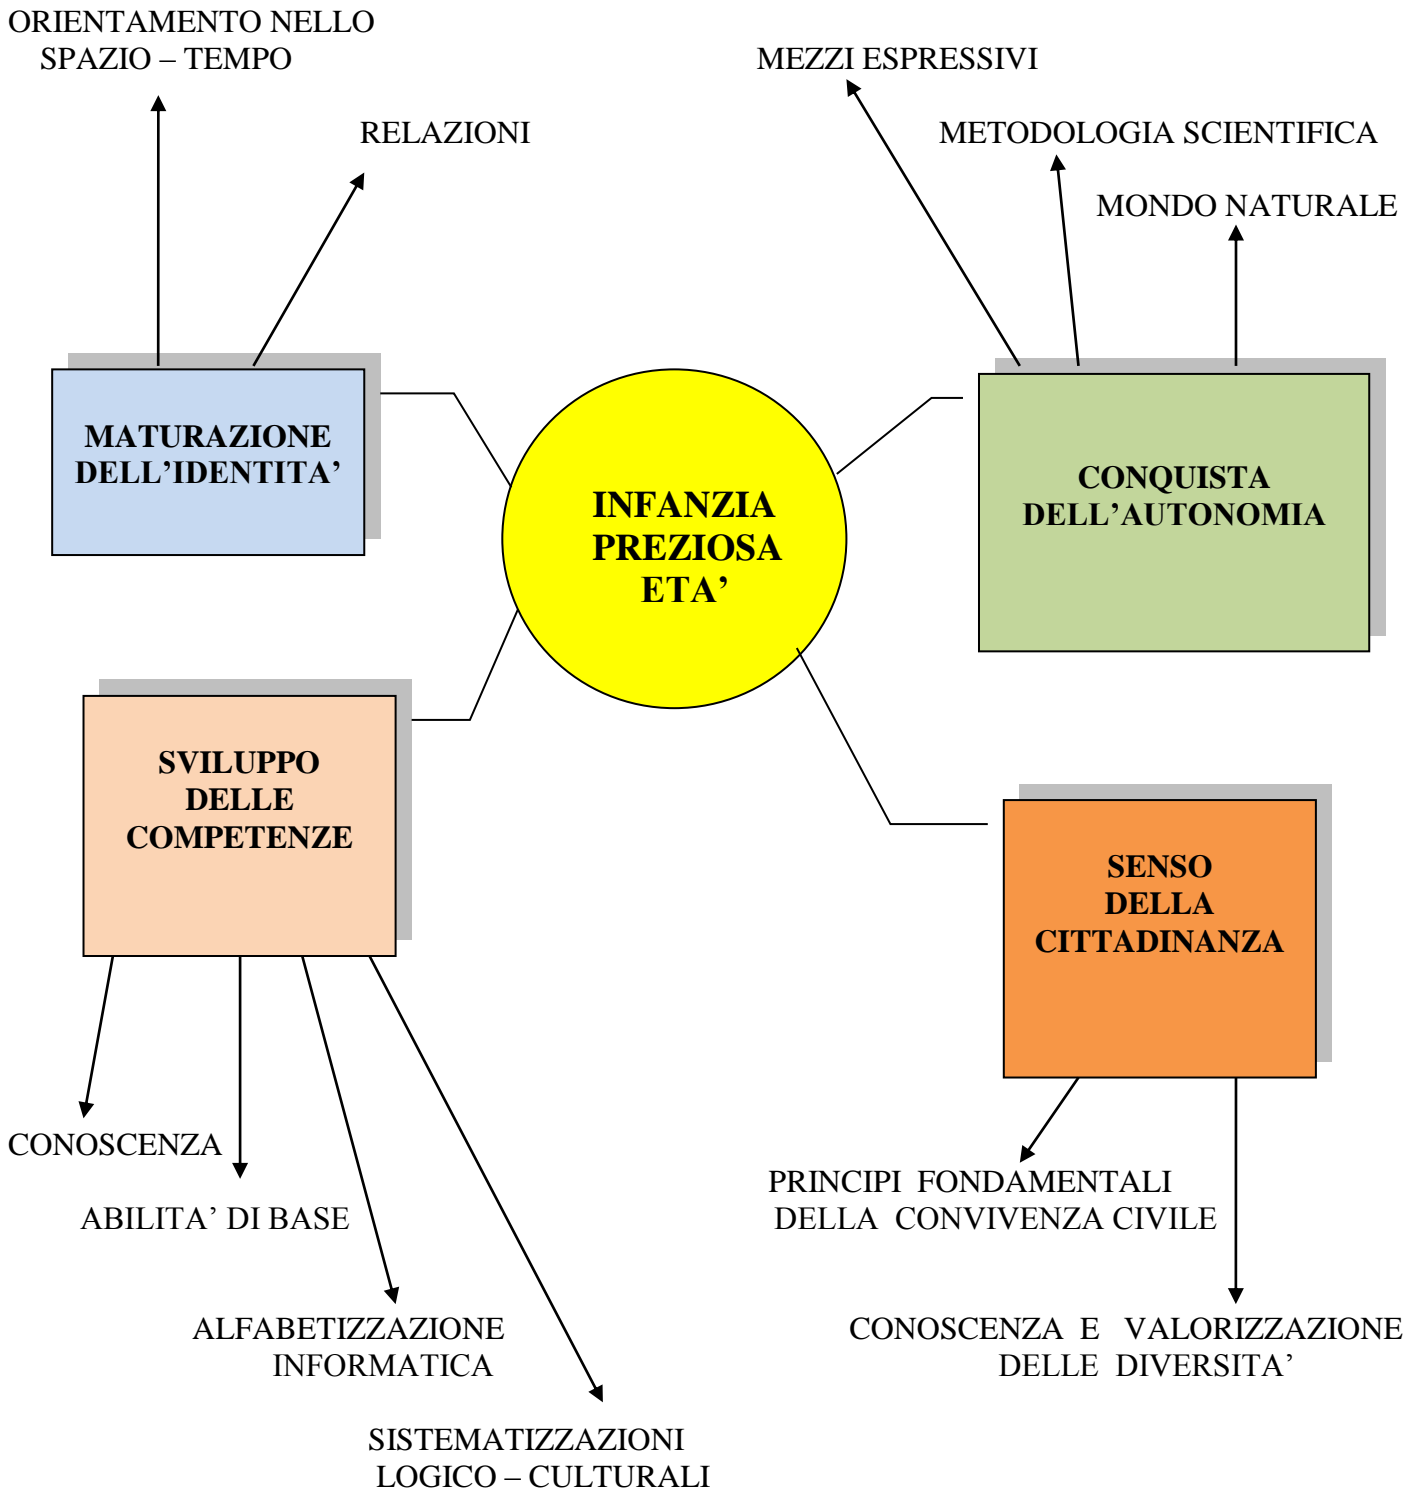 ORIENTAMENTO NELLO
SPAZIO – TEMPO
RELAZIONI
MEZZI ESPRESSIVI
METODOLOGIA SCIENTIFICA
MONDO NATURALE
MATURAZIONE
DELL’IDENTITA’
INFANZIA
PREZIOSA
ETA’
CONQUISTA
DELL’AUTONOMIA
SVILUPPO
DELLE
COMPETENZE
SENSO
DELLA
CITTADINANZA
CONOSCENZA
ABILITA’ DI BASE
ALFABETIZZAZIONE
INFORMATICA
SISTEMATIZZAZIONI
LOGICO – CULTURALI
PRINCIPI FONDAMENTALI
DELLA CONVIVENZA CIVILE
CONOSCENZA E VALORIZZAZIONE
DELLE DIVERSITA’